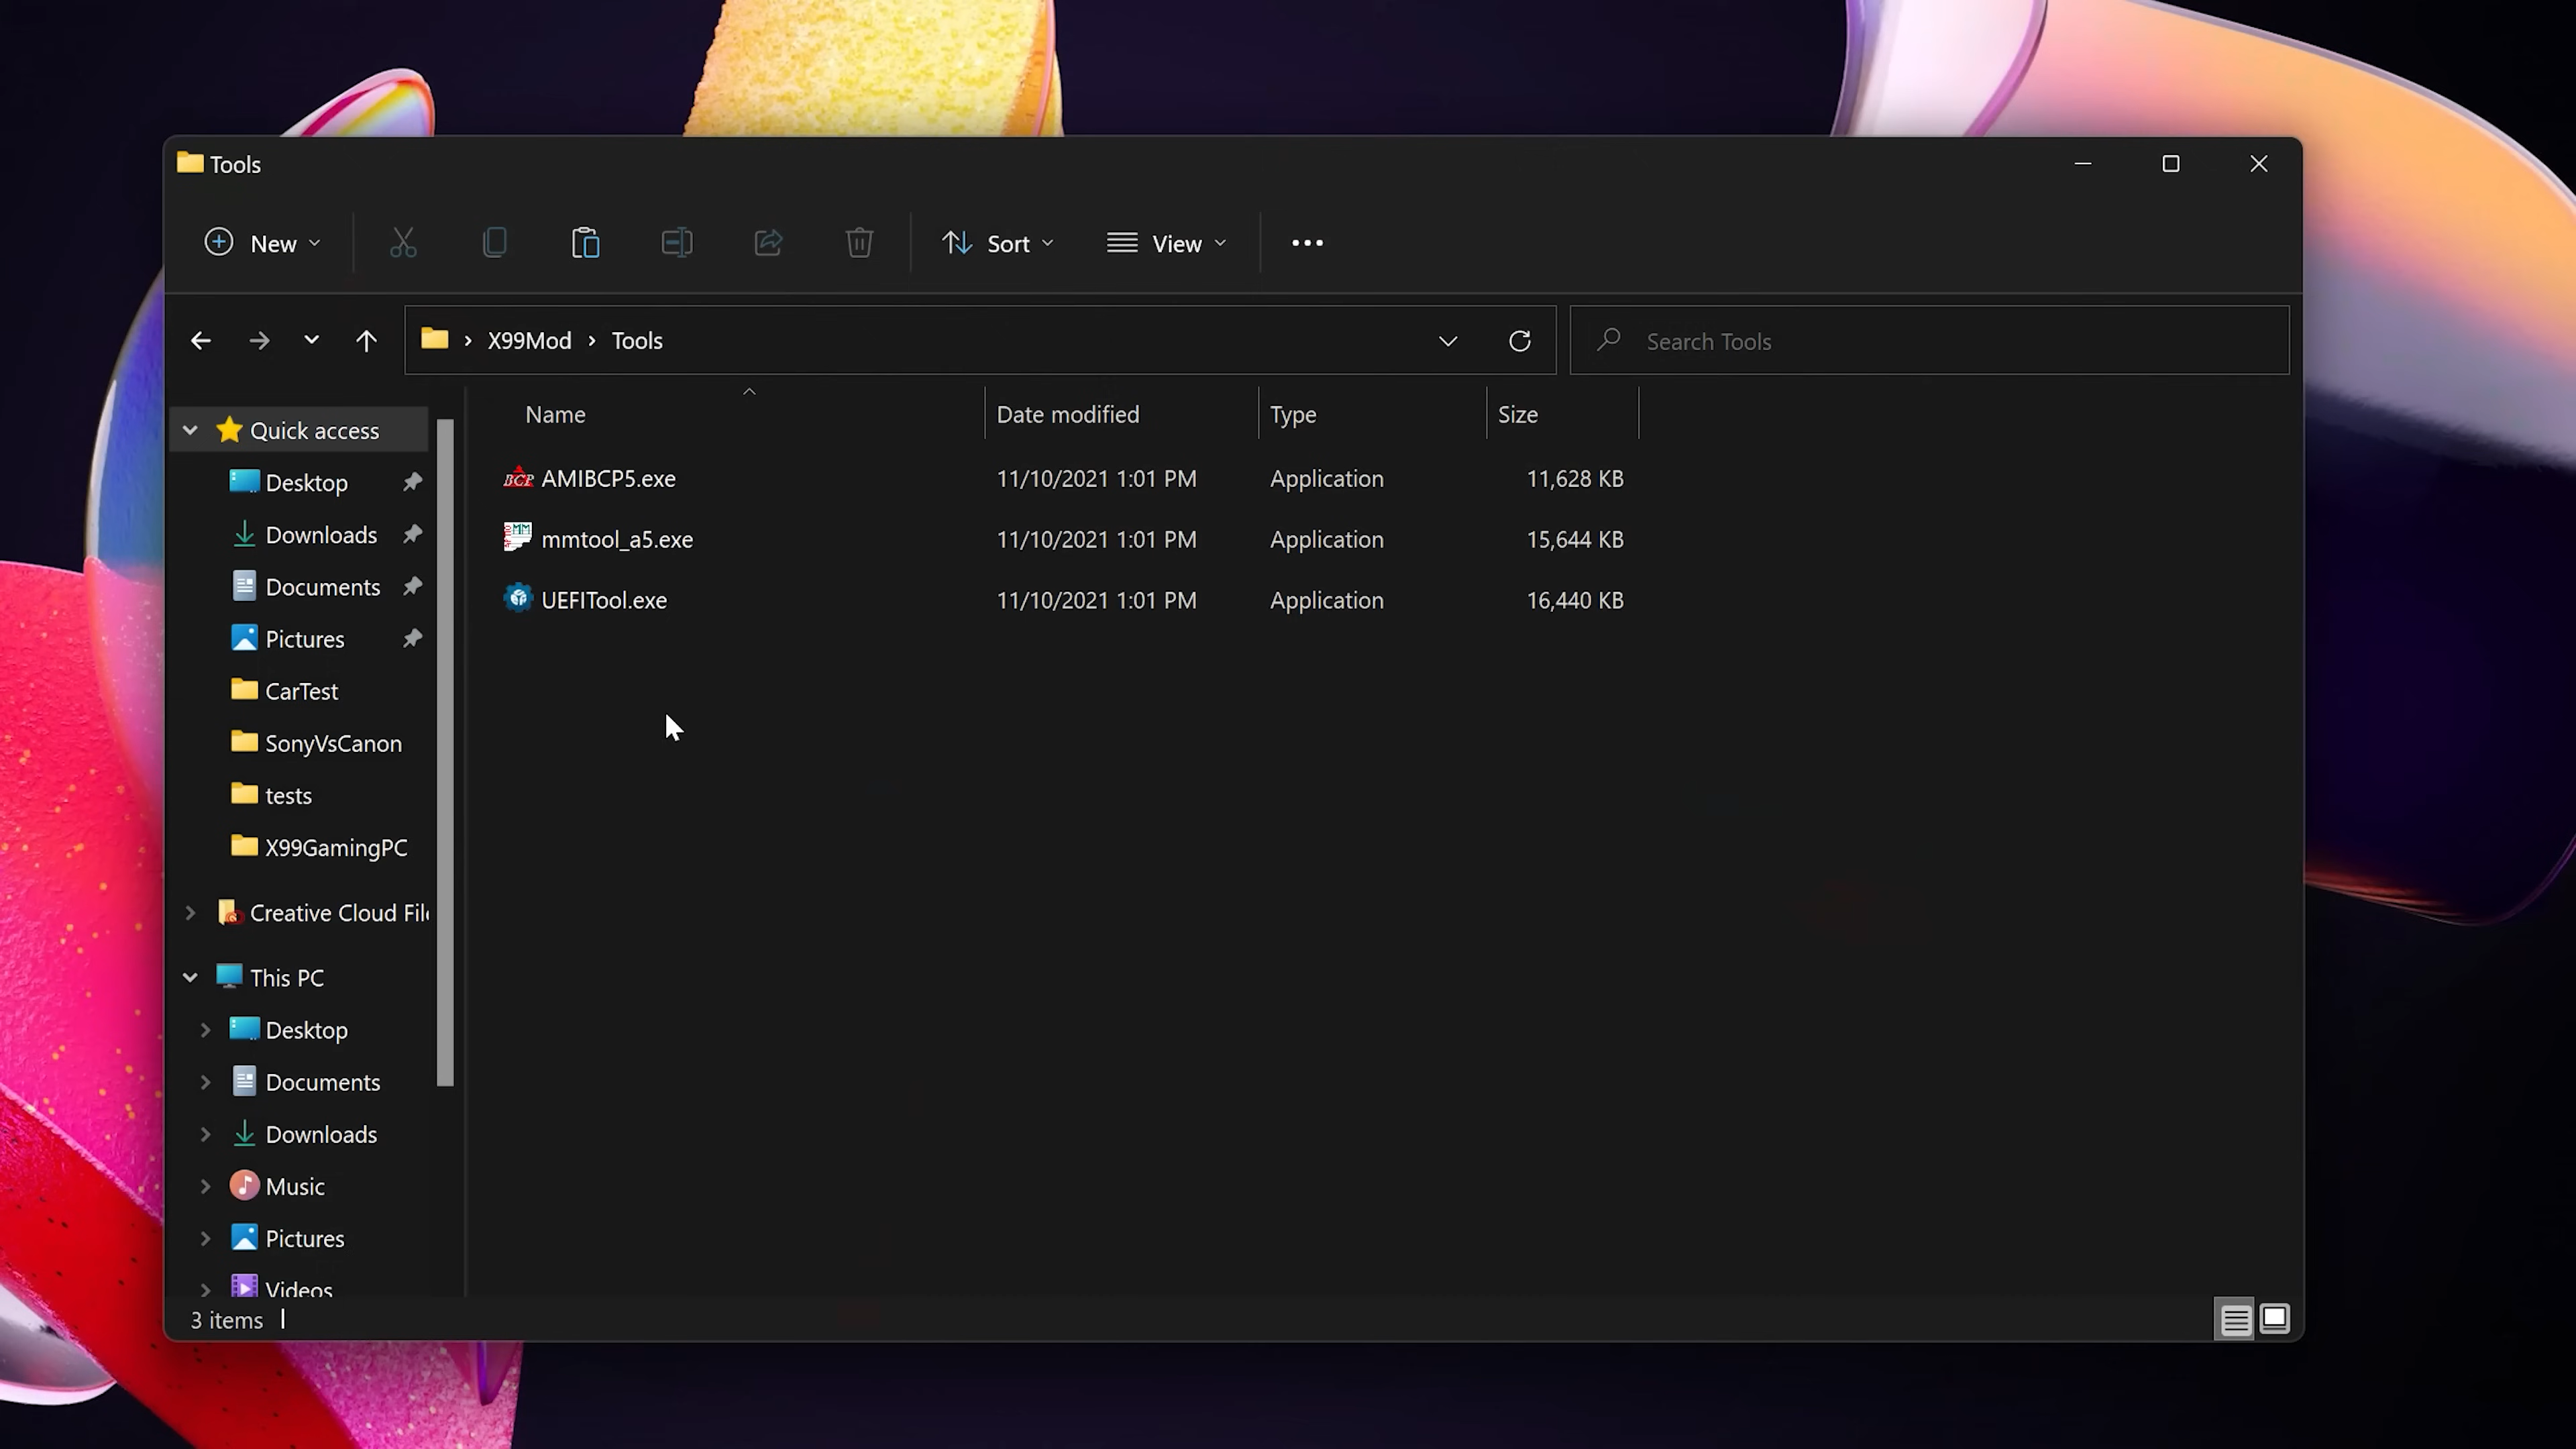 Tools
New
Sort
View
X99Mod > Tools
Search Tools
Name
Date modified
Type
Size
Quick access
Desktop
Downloads
Documents
Pictures
CarTest
SonyVsCanon
tests
X99GamingPC
Creative Cloud File
This PC
Desktop
Documents
Downloads
Music
Pictures
Videos
AMIBCP5.exe 11/10/2021 1:01 PM Application 11,628 KB
mmtool_a5.exe 11/10/2021 1:01 PM Application 15,644 KB
UEFITool.exe 11/10/2021 1:01 PM Application 16,440 KB
3 items